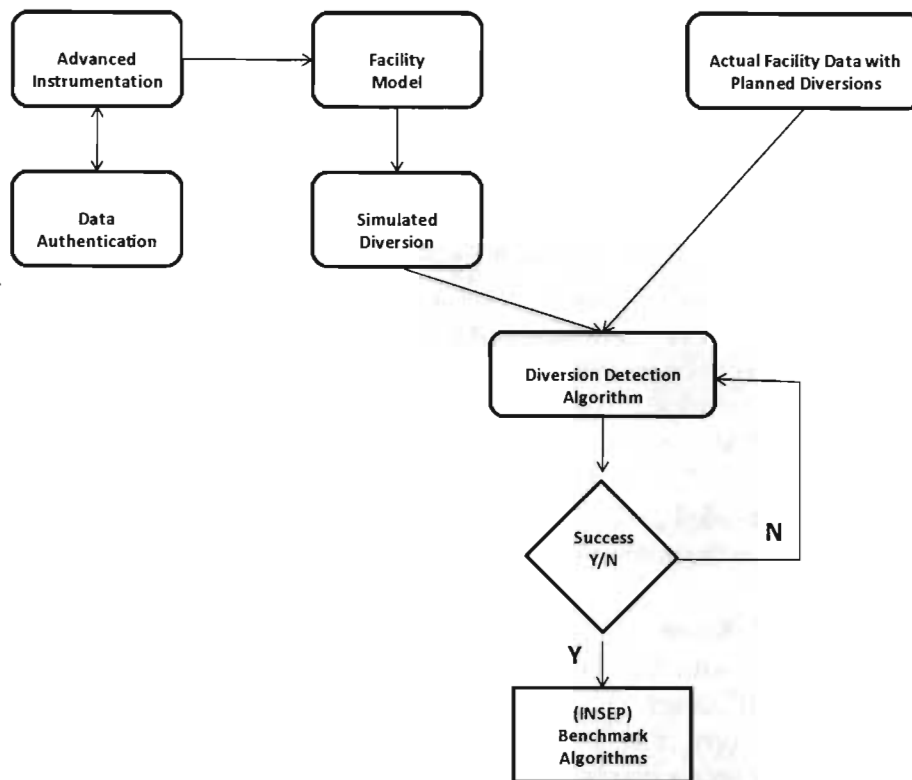 Advanced
Instrumentation
Facility
Model
Actual Facility Data with
Planned Diversions
Data
Authentication
Simulated
Diversion
Diversion Detection
Algorithm
Success
Y/N
N
Y
(INSEP)
Benchmark
Algorithms